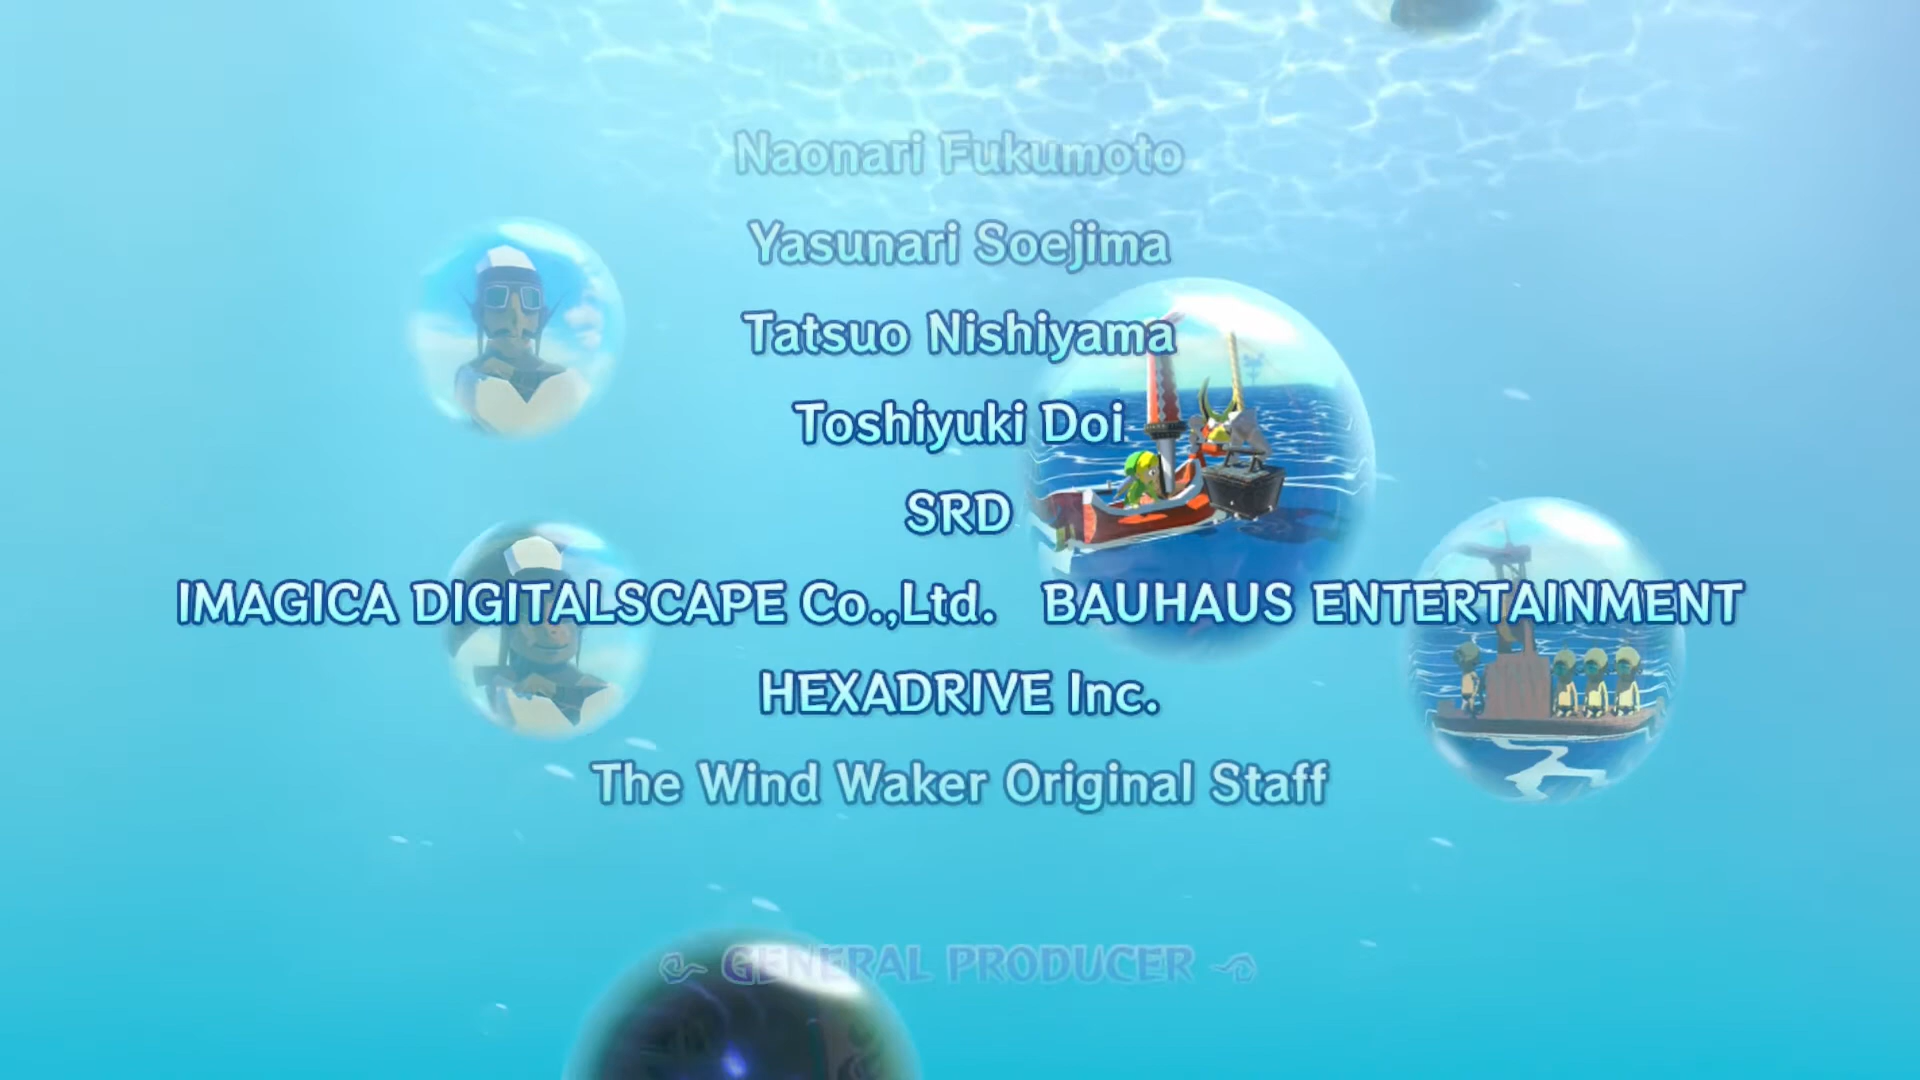 Naonari Fukumoto
Yasunari Soejima
Tatsuo Nishiyama
Toshiyuki Doi
SRD
IMAGICA DIGITALSCAPE Co.,Ltd. BAUHAUS ENTERTAINMENT
HEXADRIVE Inc.
The Wind Waker Original Staff
GENERAL PRODUCER